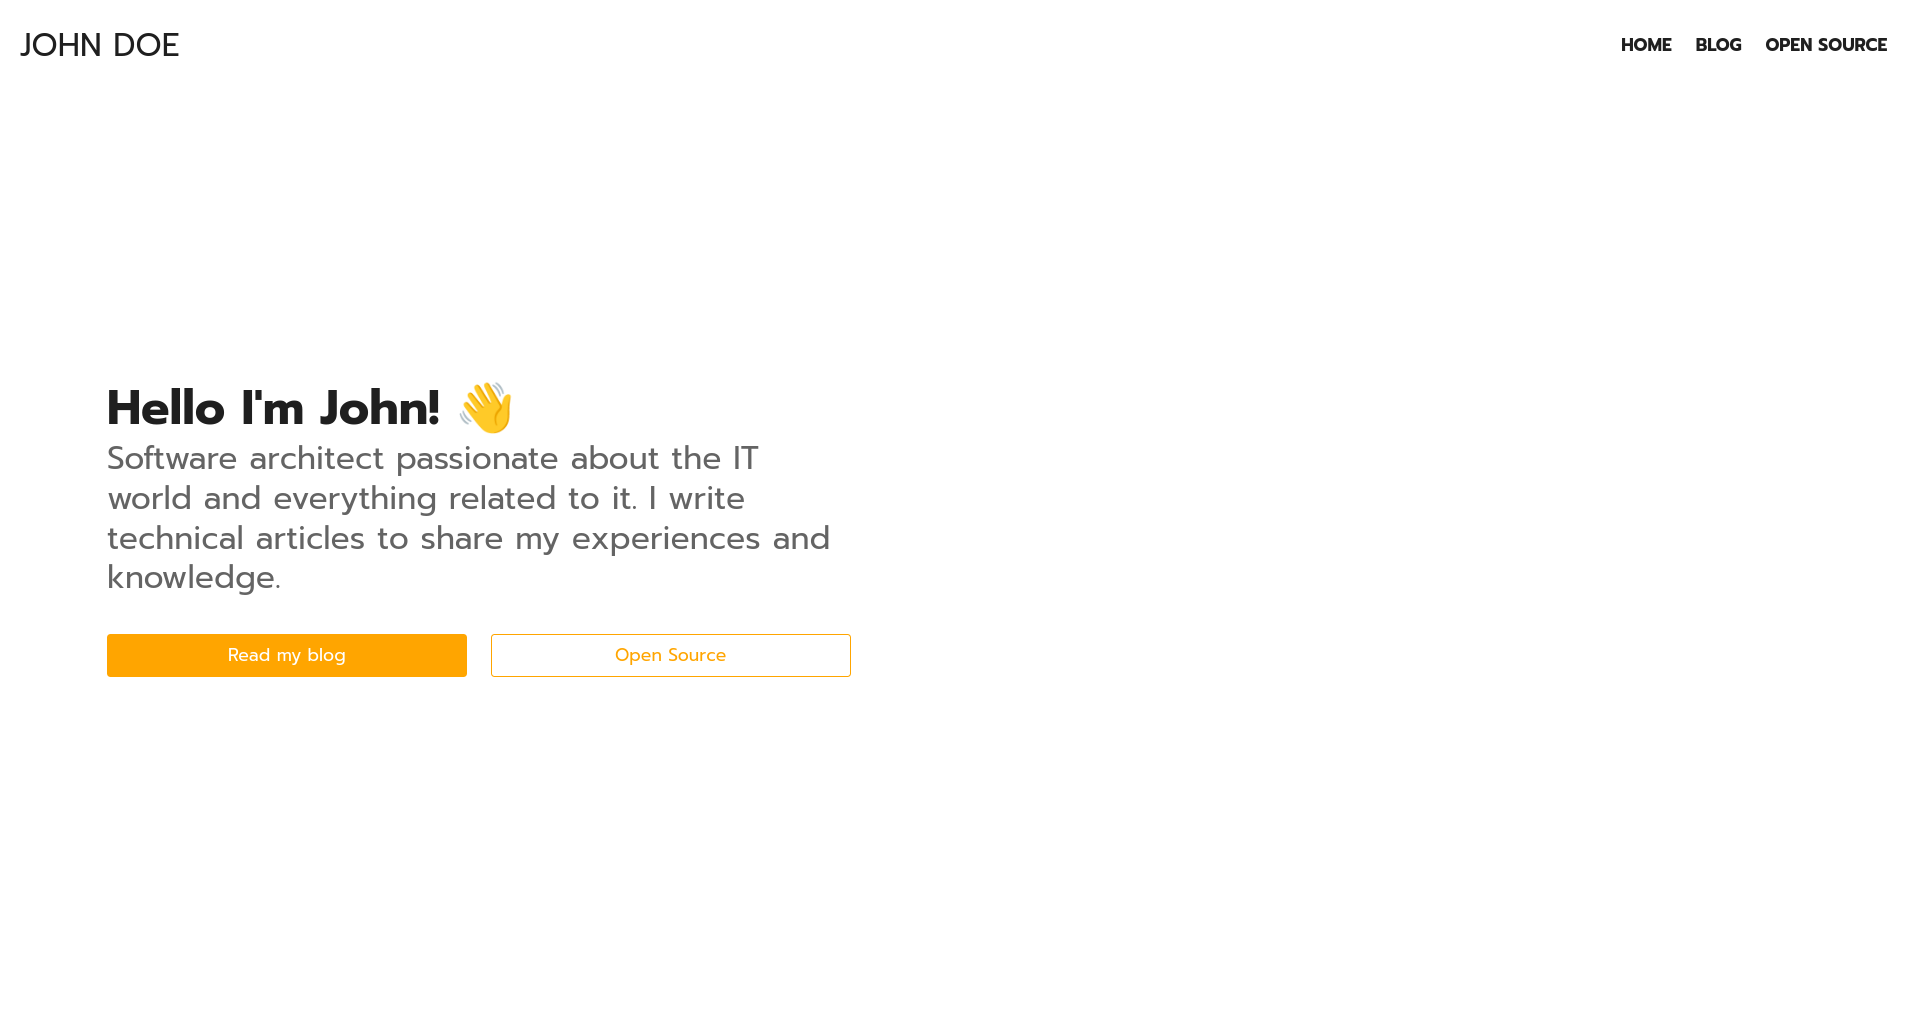 JOHN DOE
HOME BLOG OPEN SOURCE
Hello I'm John! 👋
Software architect passionate about the IT
world and everything related to it. I write
technical articles to share my experiences and
knowledge.
Read my blog
Open Source